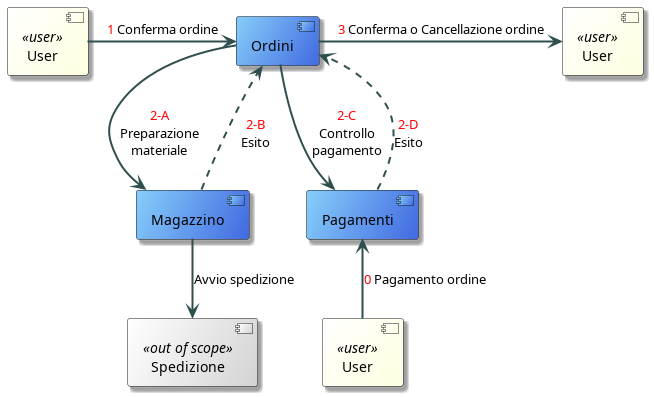 «user»
User
1 Conferma ordine
Ordini
3 Conferma o Cancellazione ordine
«user»
User
2-A
Preparazione
materiale
2-B
Esito
2-C
Controllo
pagamento
2-D
Esito
Magazzino
Pagamenti
Avvio spedizione
0 Pagamento ordine
«out of scope»
Spedizione
«user»
User